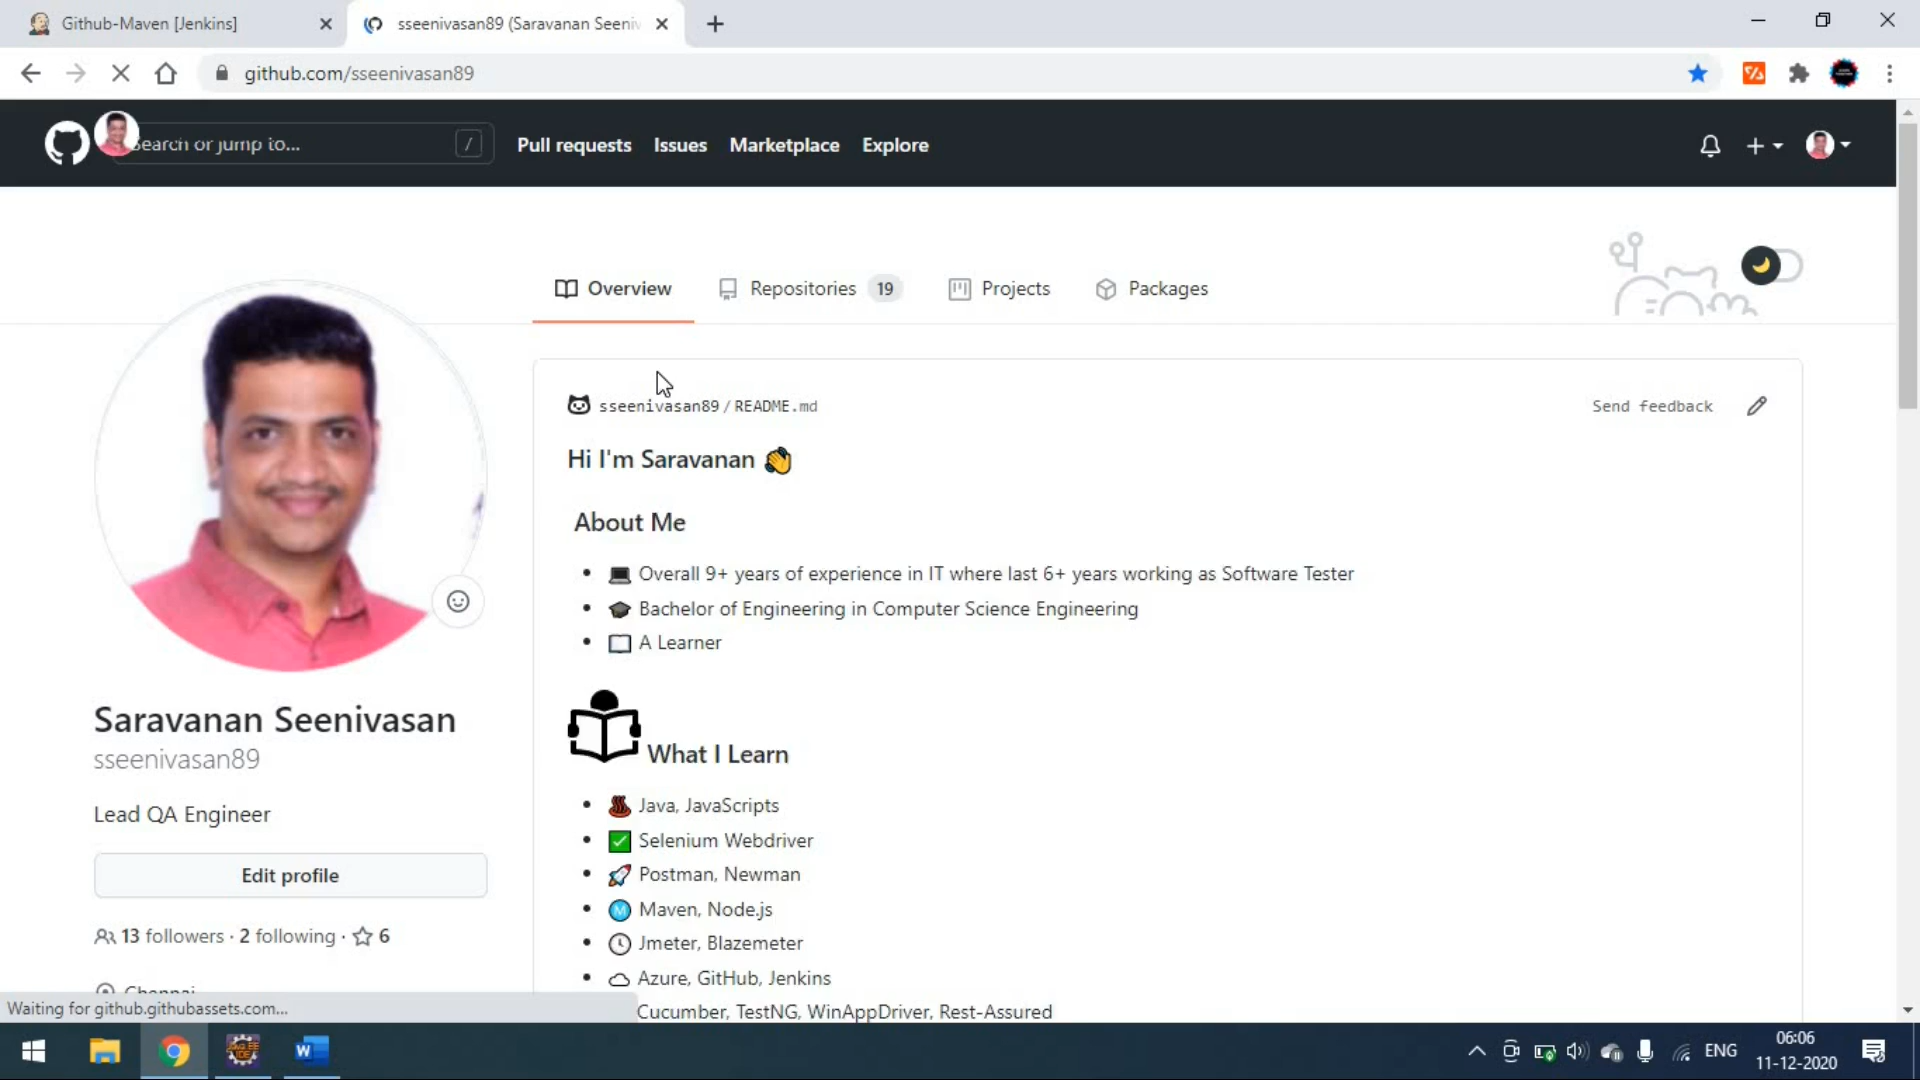 Github-Maven [Jenkins]
sseenivasan89 (Saravanan Seeniv
github.com/sseenivasan89
Search or jump to...
/
Pull requests
Issues
Marketplace
Explore
Overview
Repositories 19
Projects
Packages
sseenivasan89/README.md
Send feedback
Hi I'm Saravanan
About Me
Overall 9+ years of experience in IT where last 6+ years working as Software Tester
Bachelor of Engineering in Computer Science Engineering
A Learner
What I Learn
Java, JavaScripts
Selenium Webdriver
Postman, Newman
Maven, Node.js
Jmeter, Blazemeter
Azure, GitHub, Jenkins
Cucumber, TestNG, WinAppDriver, Rest-Assured
Saravanan Seenivasan
sseenivasan89
Lead QA Engineer
Edit profile
13 followers · 2 following · 6
Chennai
Waiting for github.githubassets.com...
ENG
06:06
11-12-2020